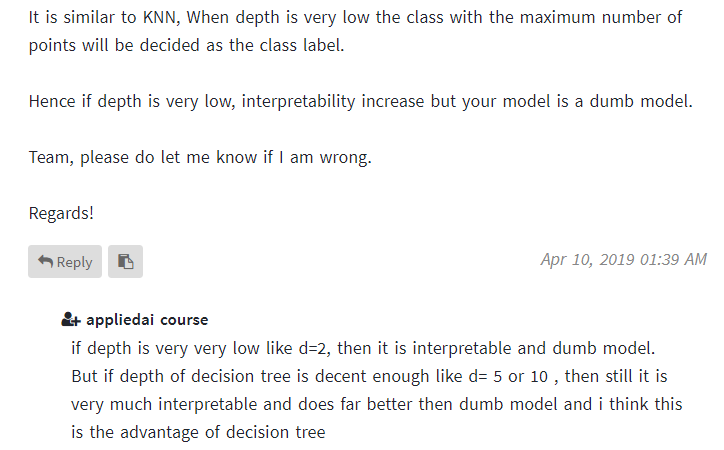 It is similar to KNN, When depth is very low the class with the maximum number of
points will be decided as the class label.
Hence if depth is very low, interpretability increase but your model is a dumb model.
Team, please do let me know if I am wrong.
Regards!
Reply
Apr 10, 2019 01:39 AM
appliedai course
if depth is very very low like d=2, then it is interpretable and dumb model.
But if depth of decision tree is decent enough like d= 5 or 10 , then still it is
very much interpretable and does far better then dumb model and i think this
is the advantage of decision tree